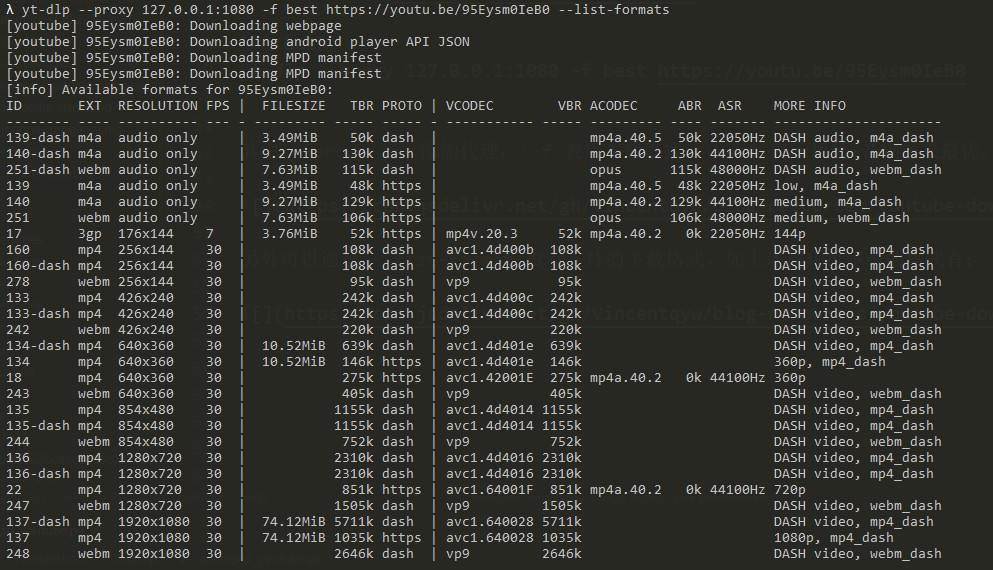 λ yt-dlp --proxy 127.0.0.1:1080 -f best https://youtu.be/95Eysm0IeB0 --list-formats
[youtube] 95Eysm0IeB0: Downloading webpage
[youtube] 95Eysm0IeB0: Downloading android player API JSON
[youtube] 95Eysm0IeB0: Downloading MPD manifest
[youtube] 95Eysm0IeB0: Downloading MPD manifest
[info] Available formats for 95Eysm0IeB0:
ID EXT RESOLUTION FPS | FILESIZE TBR PROTO | VCODEC VBR ACODEC ABR ASR MORE INFO
-------- ---- ---------- --- - -------- ----- ----- - ----------- ----- --------- ---- ------- ---------------------
139-dash m4a audio only | 3.49MiB 50k dash | mp4a.40.5 50k 22050Hz DASH audio, m4a_dash
140-dash m4a audio only | 9.27MiB 130k dash | mp4a.40.2 130k 44100Hz DASH audio, m4a_dash
251-dash webm audio only | 7.63MiB 115k dash | opus 115k 48000Hz DASH audio, webm_dash
139 m4a audio only | 3.49MiB 48k https | mp4a.40.5 48k 22050Hz low, m4a_dash
140 m4a audio only | 9.27MiB 129k https | mp4a.40.2 129k 44100Hz medium, m4a_dash
251 webm audio only | 7.63MiB 106k https | opus 106k 48000Hz medium, webm_dash
17 3gp 176x144 7 | 3.76MiB 52k https | mp4v.20.3 52k mp4a.40.2 0k 22050Hz 144p
160 mp4 256x144 30 | 108k dash | avc1.4d400b 108k DASH video, mp4_dash
160-dash mp4 256x144 30 | 108k dash | avc1.4d400b 108k DASH video, mp4_dash
278 webm 256x144 30 | 95k dash | vp9 95k DASH video, webm_dash
133 mp4 426x240 30 | 242k dash | avc1.4d400c 242k DASH video, mp4_dash
133-dash mp4 426x240 30 | 242k dash | avc1.4d400c 242k DASH video, mp4_dash
242 webm 426x240 30 | 220k dash | vp9 220k DASH video, webm_dash
134-dash mp4 640x360 30 | 10.52MiB 639k dash | avc1.4d401e 639k DASH video, mp4_dash
134 mp4 640x360 30 | 10.52MiB 146k https | avc1.4d401e 146k 360p, mp4_dash
18 mp4 640x360 30 | 275k https | avc1.42001E 275k mp4a.40.2 0k 44100Hz 360p
243 webm 640x360 30 | 405k dash | vp9 405k DASH video, webm_dash
135 mp4 854x480 30 | 1155k dash | avc1.4d4014 1155k DASH video, mp4_dash
135-dash mp4 854x480 30 | 1155k dash | avc1.4d4014 1155k DASH video, mp4_dash
244 webm 854x480 30 | 752k dash | vp9 752k DASH video, webm_dash
136 mp4 1280x720 30 | 2310k dash | avc1.4d4016 2310k DASH video, mp4_dash
136-dash mp4 1280x720 30 | 2310k dash | avc1.4d4016 2310k DASH video, mp4_dash
22 mp4 1280x720 30 | 851k https | avc1.64001F 851k mp4a.40.2 0k 44100Hz 720p
247 webm 1280x720 30 | 1505k dash | vp9 1505k DASH video, webm_dash
137-dash mp4 1920x1080 30 | 74.12MiB 5711k dash | avc1.640028 5711k DASH video, mp4_dash
137 mp4 1920x1080 30 | 74.12MiB 1035k https | avc1.640028 1035k 1080p, mp4_dash
248 webm 1920x1080 30 | 2646k dash | vp9 2646k DASH video, webm_dash